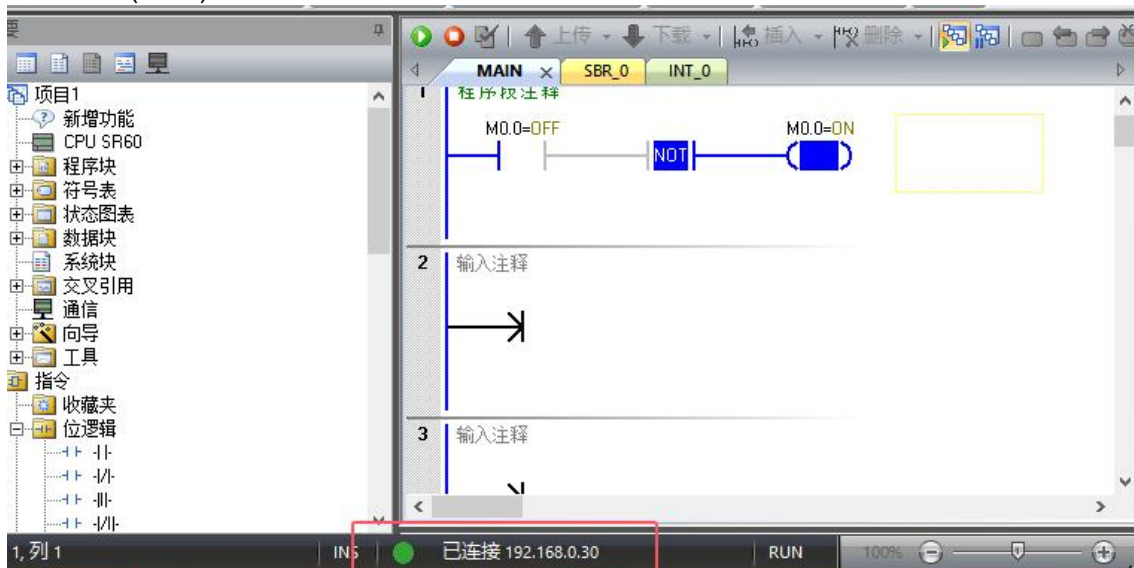 项目1
新增功能
CPU SR60
程序块
符号表
状态图表
数据块
系统块
交叉引用
通信
向导
工具
指令
收藏夹
位逻辑
-| |-
-|/|-
-|I|-
-|/I|-
上传 下载 插入 删除
MAIN SBR_0 INT_0
1 程序段注释
M0.0=OFF M0.0=ON
NOT
2 输入注释
3 输入注释
1, 列 1 INS 已连接 192.168.0.30 RUN 100%